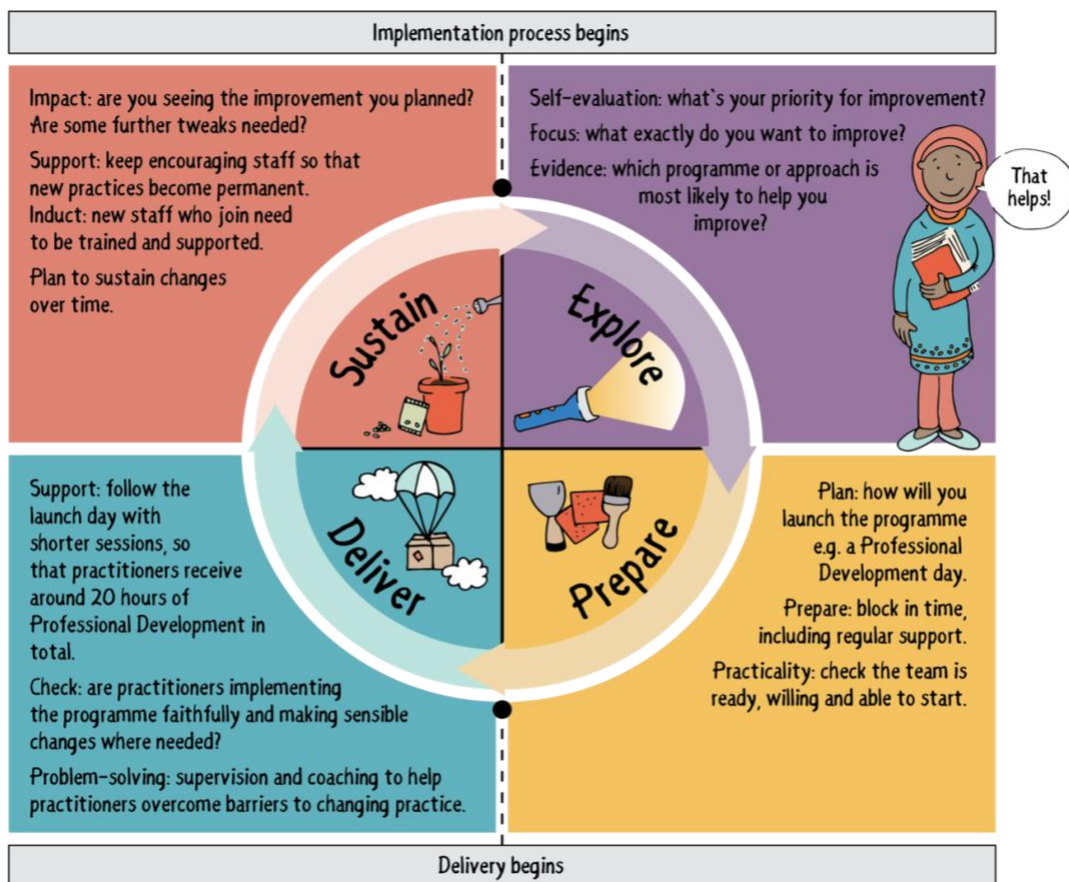 Implementation process begins
Impact: are you seeing the improvement you planned?
Are some further tweaks needed?
Support: keep encouraging staff so that
new practices become permanent.
Induct: new staff who join need
to be trained and supported.
Plan to sustain changes
over time.
Self-evaluation: what's your priority for improvement?
Focus: what exactly do you want to improve?
Evidence: which programme or approach is
most likely to help you
improve?
That
helps!
Sustain
Explore
Deliver
Prepare
Support: follow the
launch day with
shorter sessions, so
that practitioners receive
around 20 hours of
Professional Development in
total.
Check: are practitioners implementing
the programme faithfully and making sensible
changes where needed?
Problem-solving: supervision and coaching to help
practitioners overcome barriers to changing practice.
Plan: how will you
launch the programme
e.g. a Professional
Development day.
Prepare: block in time,
including regular support.
Practicality: check the team is
ready, willing and able to start.
Delivery begins